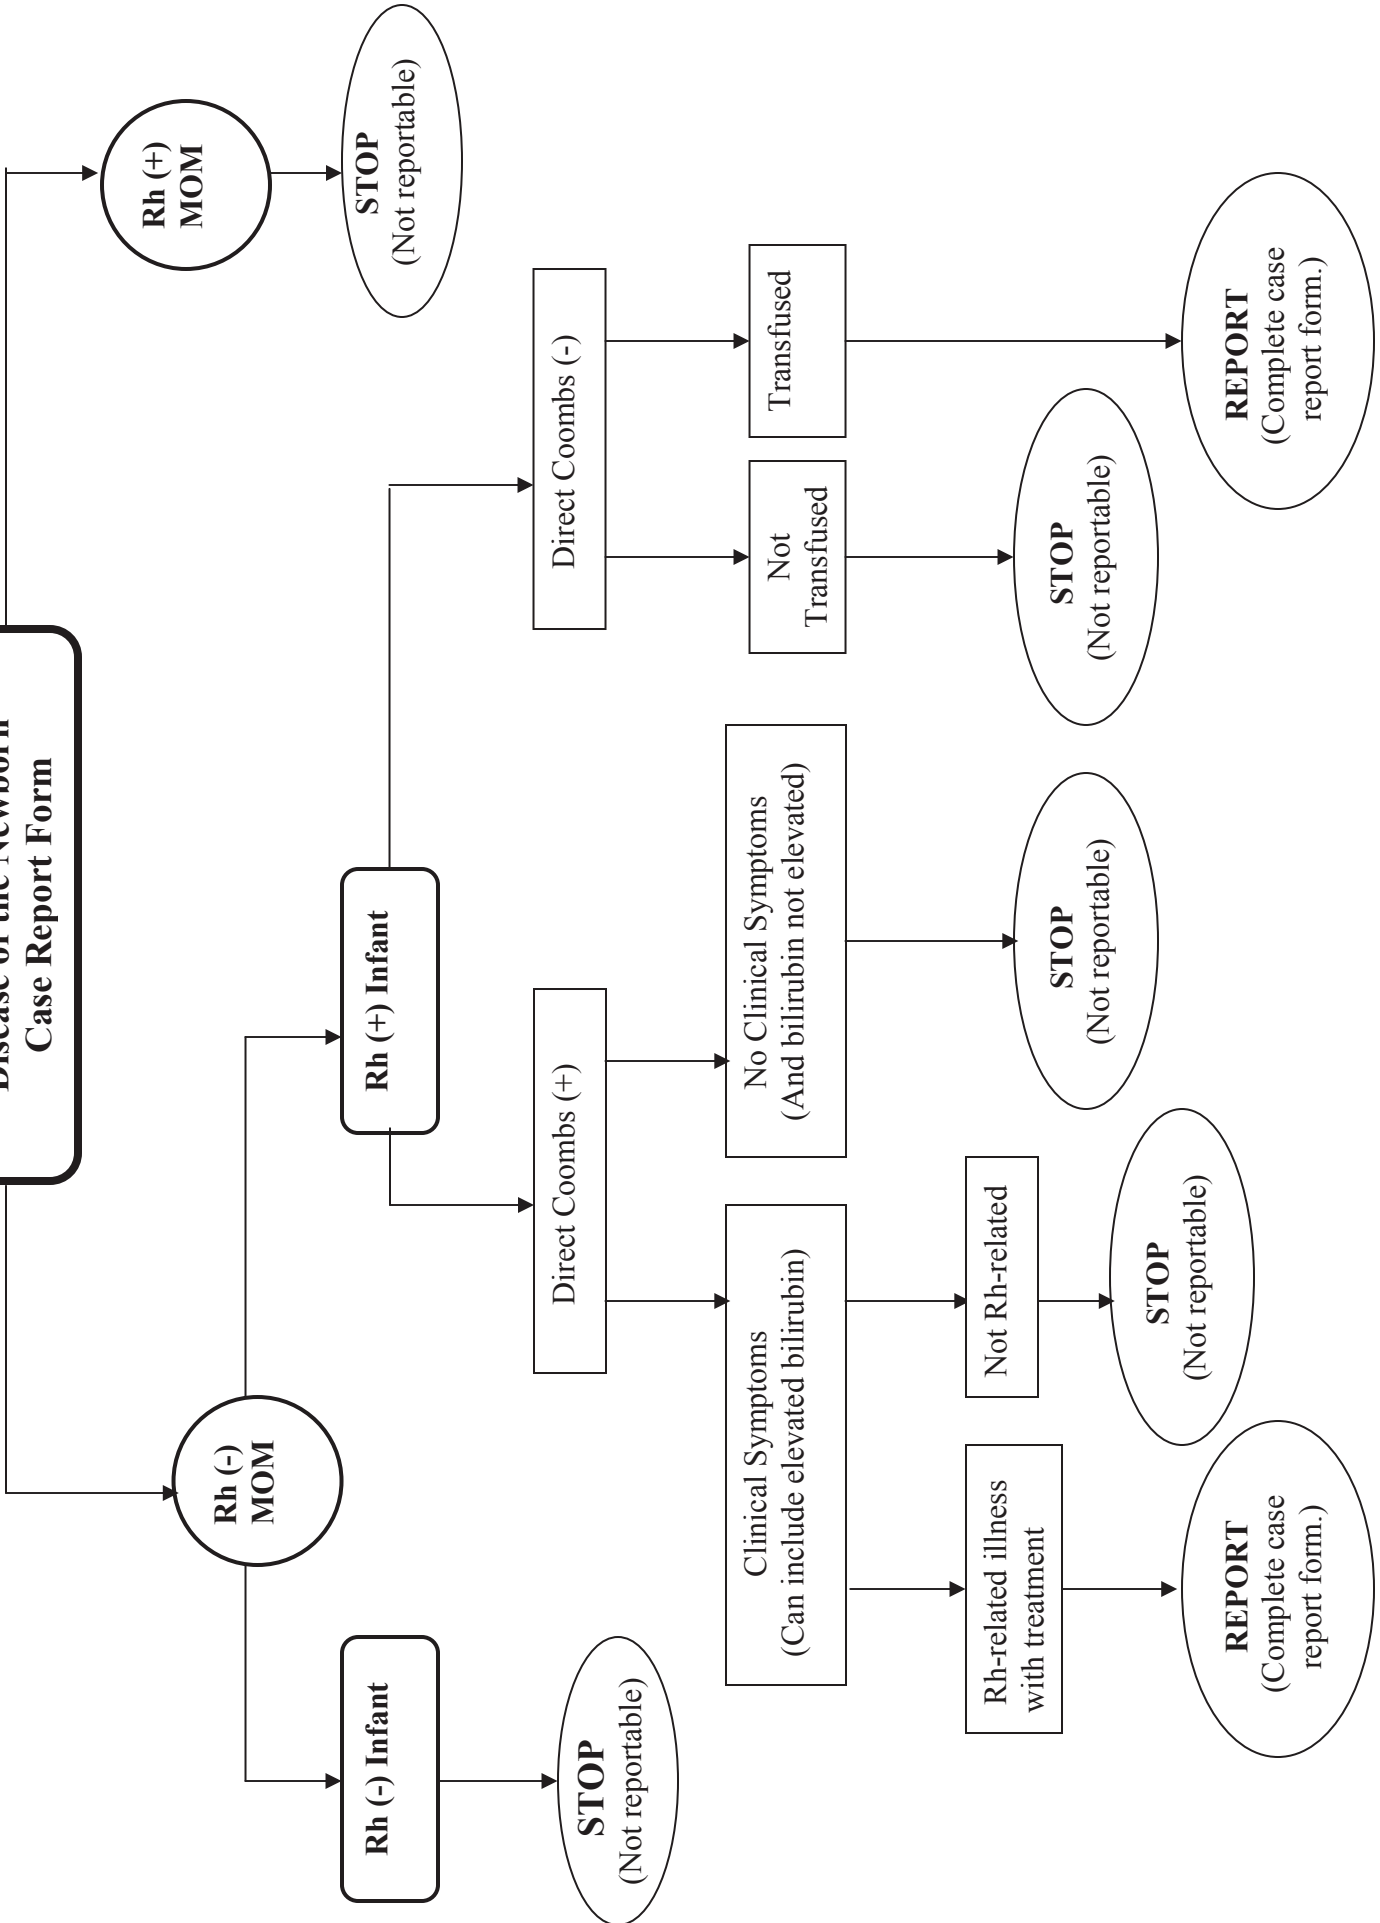 Disease of the Newborn
Case Report Form
Rh (-)
MOM
Rh (+)
MOM
Rh (-) Infant
Rh (+) Infant
STOP
(Not reportable)
STOP
(Not reportable)
Direct Coombs (+)
Direct Coombs (-)
Clinical Symptoms
(Can include elevated bilirubin)
No Clinical Symptoms
(And bilirubin not elevated)
Not
Transfused
Transfused
Rh-related illness
with treatment
Not Rh-related
STOP
(Not reportable)
STOP
(Not reportable)
STOP
(Not reportable)
REPORT
(Complete case
report form.)
REPORT
(Complete case
report form.)